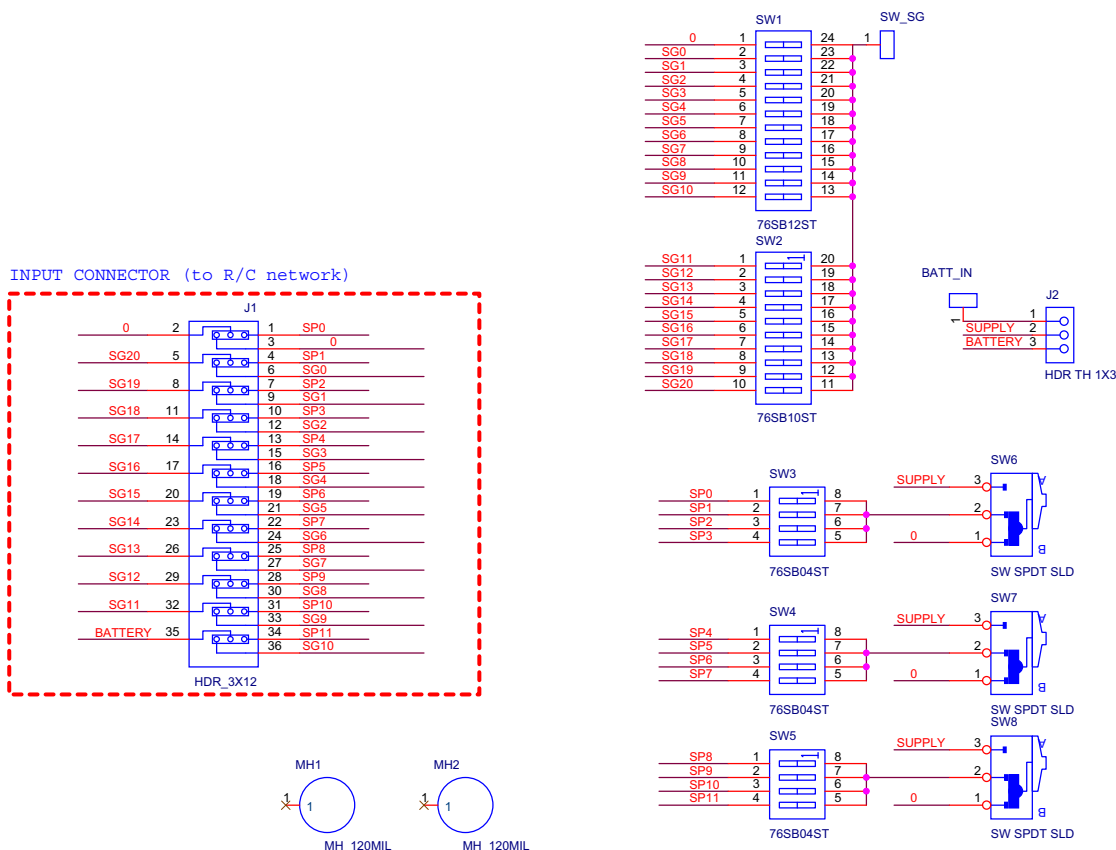 INPUT CONNECTOR (to R/C network)
J1
0 2 1 SP0
3 0
SG20 5 4 SP1
6 SG0
SG19 8 7 SP2
9 SG1
SG18 11 10 SP3
12 SG2
SG17 14 13 SP4
15 SG3
SG16 17 16 SP5
18 SG4
SG15 20 19 SP6
21 SG5
SG14 23 22 SP7
24 SG6
SG13 26 25 SP8
27 SG7
SG12 29 28 SP9
30 SG8
SG11 32 31 SP10
33 SG9
BATTERY 35 34 SP11
36 SG10
HDR_3X12
MH1
1 1
MH_120MIL
MH2
1 1
MH_120MIL
SW1
0 1 24
SG0 2 23
SG1 3 22
SG2 4 21
SG3 5 20
SG4 6 19
SG5 7 18
SG6 8 17
SG7 9 16
SG8 10 15
SG9 11 14
SG10 12 13
76SB12ST
SW_SG
1
SW2
1
SG11 1 20
SG12 2 19
SG13 3 18
SG14 4 17
SG15 5 16
SG16 6 15
SG17 7 14
SG18 8 13
SG19 9 12
SG20 10 11
76SB10ST
BATT_IN
1
J2
1
SUPPLY 2
BATTERY 3
HDR TH 1X3
SW3
1
SP0 1 8
SP1 2 7
SP2 3 6
SP3 4 5
76SB04ST
SW6
SUPPLY 3 A
2
0 1 B
SW SPDT SLD
SW4
1
SP4 1 8
SP5 2 7
SP6 3 6
SP7 4 5
76SB04ST
SW7
SUPPLY 3 A
2
0 1 B
SW SPDT SLD
SW5
1
SP8 1 8
SP9 2 7
SP10 3 6
SP11 4 5
76SB04ST
SW8
SUPPLY 3 A
2
0 1 B
SW SPDT SLD